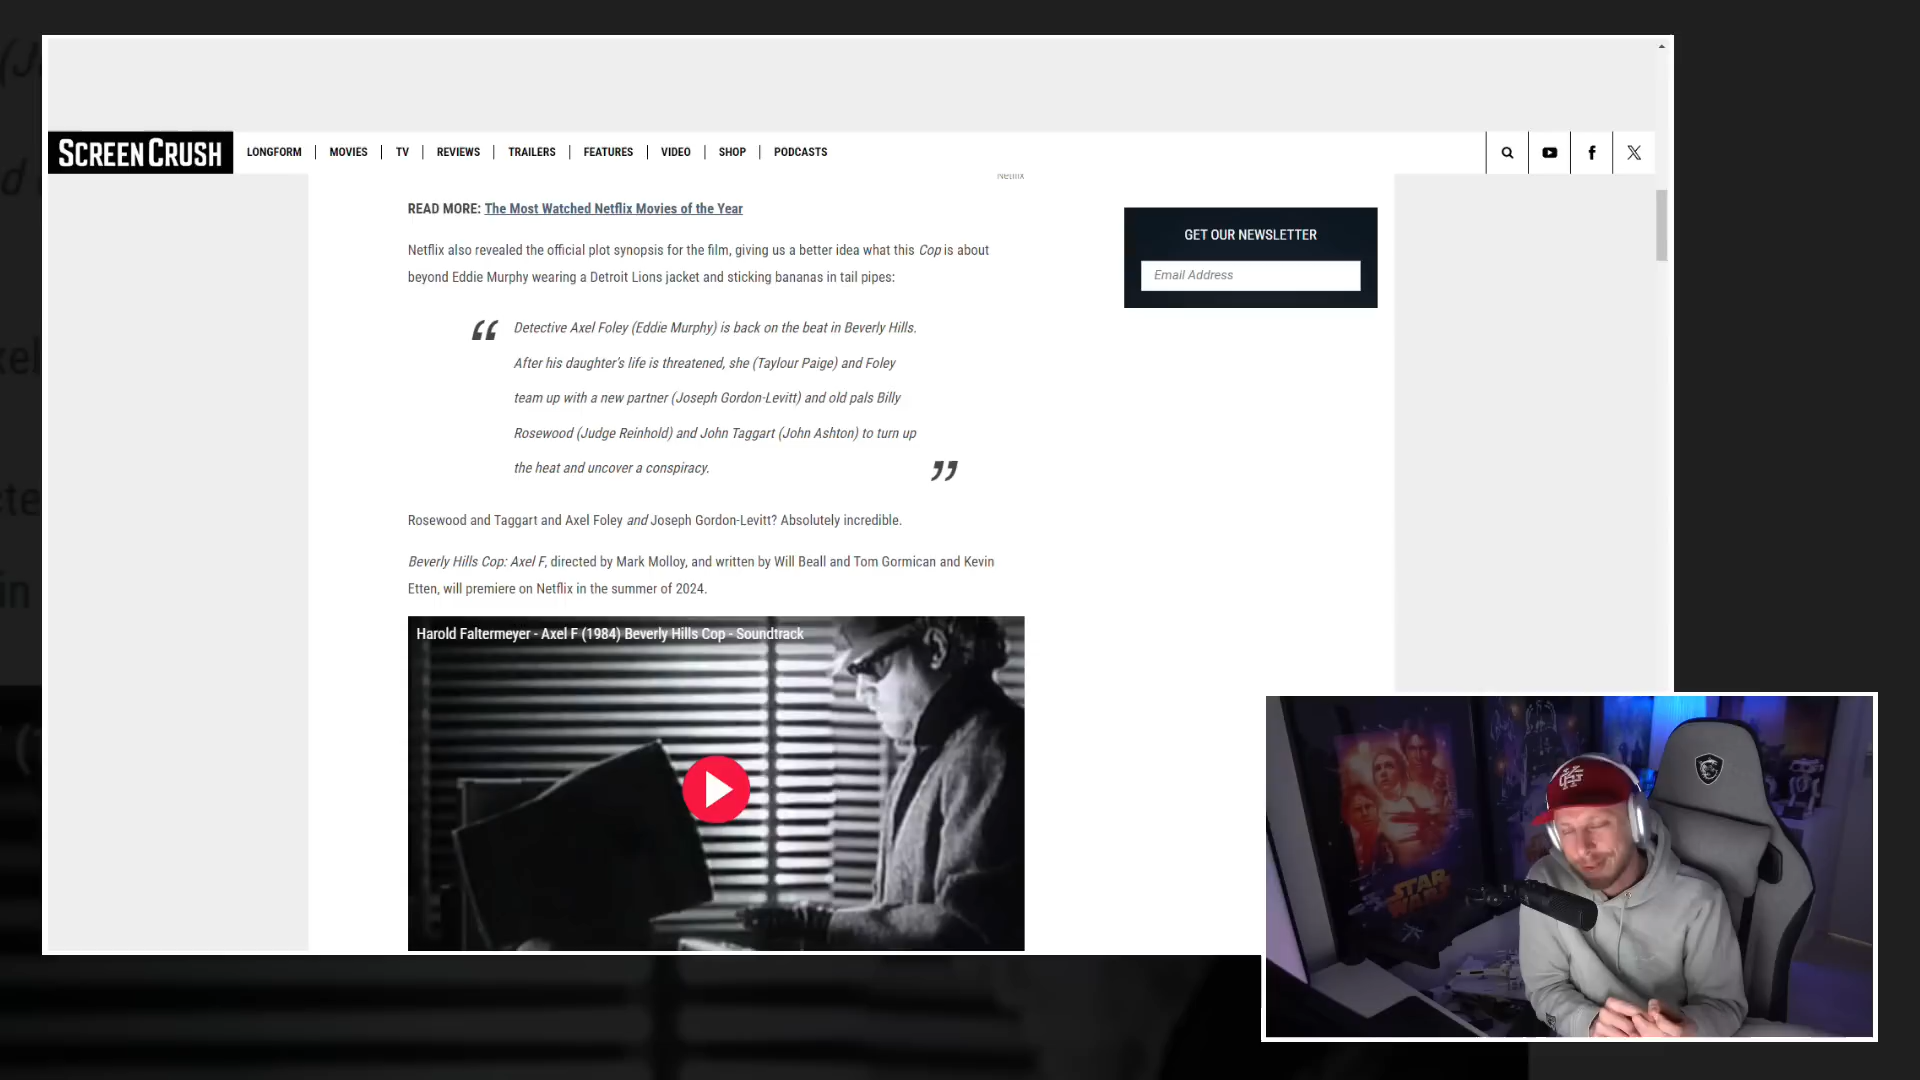 SCREENCRUSH
LONGFORM | MOVIES | TV | REVIEWS | TRAILERS | FEATURES | VIDEO | SHOP | PODCASTS
Netflix
READ MORE: The Most Watched Netflix Movies of the Year
Netflix also revealed the official plot synopsis for the film, giving us a better idea what this Cop is about
beyond Eddie Murphy wearing a Detroit Lions jacket and sticking bananas in tail pipes:
“ Detective Axel Foley (Eddie Murphy) is back on the beat in Beverly Hills.
After his daughter’s life is threatened, she (Taylour Paige) and Foley
team up with a new partner (Joseph Gordon-Levitt) and old pals Billy
Rosewood (Judge Reinhold) and John Taggart (John Ashton) to turn up
the heat and uncover a conspiracy. ”
Rosewood and Taggart and Axel Foley and Joseph Gordon-Levitt? Absolutely incredible.
Beverly Hills Cop: Axel F, directed by Mark Molloy, and written by Will Beall and Tom Gormican and Kevin
Etten, will premiere on Netflix in the summer of 2024.
Harold Faltermeyer - Axel F (1984) Beverly Hills Cop - Soundtrack
GET OUR NEWSLETTER
Email Address
STAR
WARS